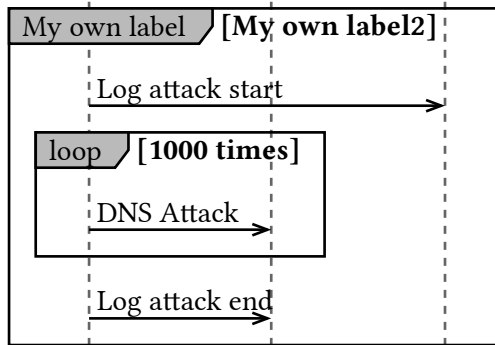 My own label [My own label2]
Log attack start
loop [1000 times]
DNS Attack
Log attack end